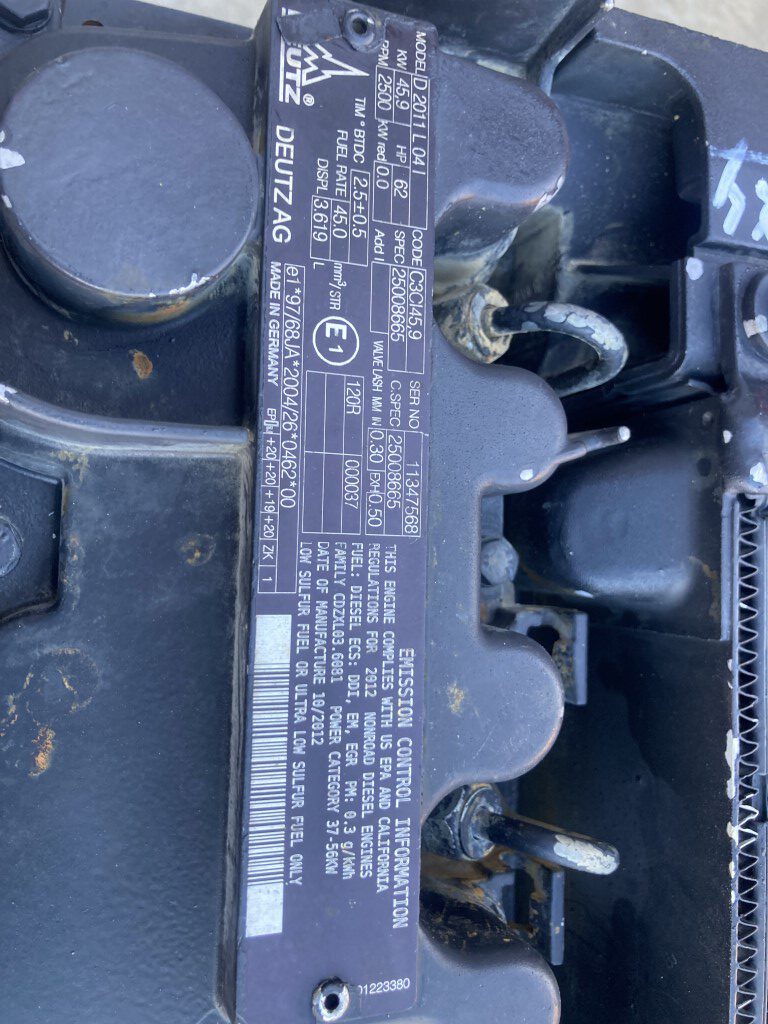 MODEL D 2011 L 04 I CODE C3CI45,9 SER NO 11347568
KW 45,9 HP 62 SPEC 25008665 C.SPEC 25008665
RPM 2500 KW red 0.0 Add I VALVE LASH MM IN 0,30 EXH 0,50
TIM ° BTDC 2.5±0.5 120R 000037
FUEL RATE 45.0 mm³/STR
DISPL 3.619 L
E1
DEUTZ ®
DEUTZ AG e1*97/68JA*2004/26*0462*00
MADE IN GERMANY +20 +20 +19 +20 ZK 1
EMISSION CONTROL INFORMATION
THIS ENGINE COMPLIES WITH US EPA AND CALIFORNIA
REGULATIONS FOR 2012 NONROAD DIESEL ENGINES
FUEL: DIESEL ECS: DDI, EM, EGR PM: 0.3 g/kWh
FAMILY CDZXL03.6081 POWER CATEGORY 37-56KW
DATE OF MANUFACTURE 10/2012
LOW SULFUR FUEL OR ULTRA LOW SULFUR FUEL ONLY
01223380